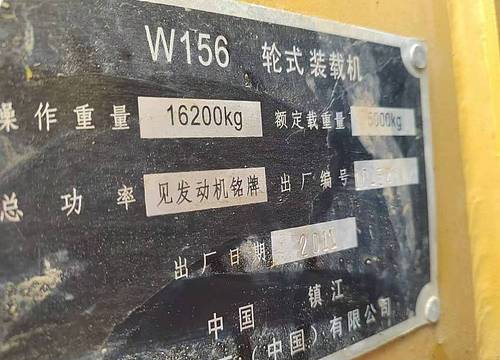 W156 轮式装载机
操作重量 16200kg 额定载重量 5000kg
总功率 见发动机铭牌 出厂编号
出厂日期 2011
中国 镇江
(中国)有限公司